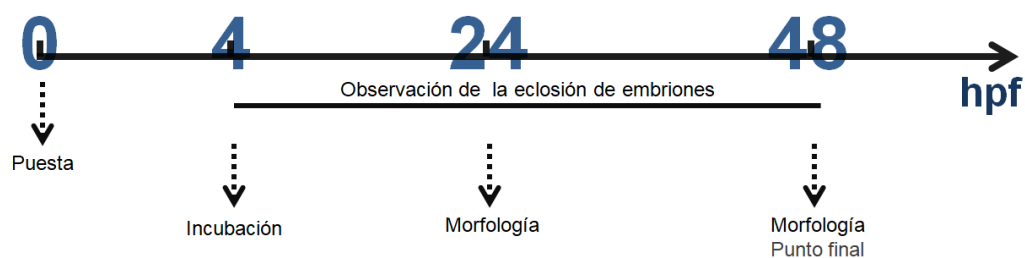 0 4 24 48
Observación de la eclosión de embriones
hpf
Puesta
Incubación
Morfología
Morfología
Punto final